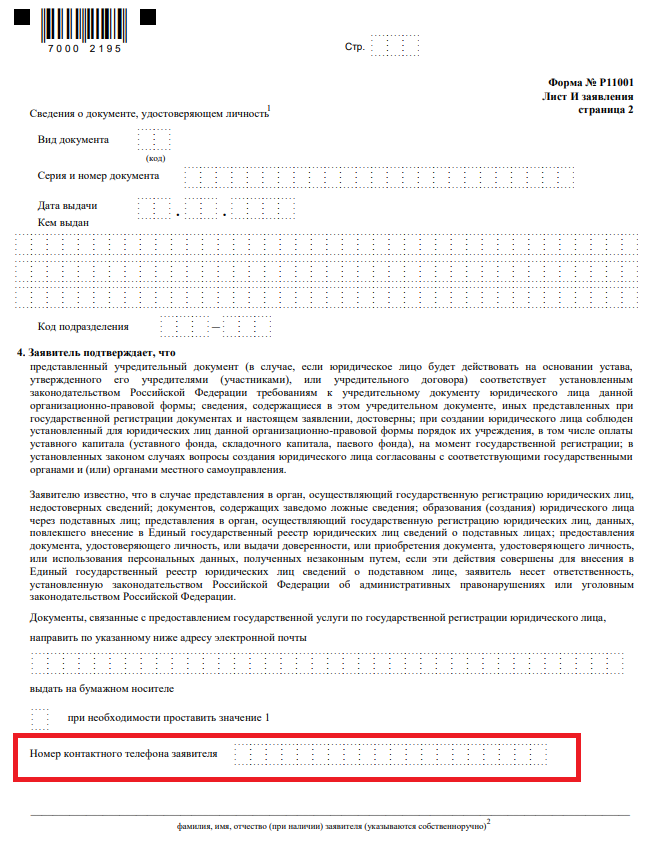 7000 2195
Стр.
Форма № Р11001
Лист И заявления
страница 2
Сведения о документе, удостоверяющем личность1
Вид документа
(код)
Серия и номер документа
Дата выдачи
. .
Кем выдан
Код подразделения –
4. Заявитель подтверждает, что
представленный учредительный документ (в случае, если юридическое лицо будет действовать на основании устава,
утвержденного его учредителями (участниками), или учредительного договора) соответствует установленным
законодательством Российской Федерации требованиям к учредительному документу юридического лица данной
организационно-правовой формы; сведения, содержащиеся в этом учредительном документе, иных представленных при
государственной регистрации документах и настоящем заявлении, достоверны; при создании юридического лица соблюден
установленный для юридических лиц данной организационно-правовой формы порядок их учреждения, в том числе оплаты
уставного капитала (уставного фонда, складочного капитала, паевого фонда), на момент государственной регистрации; в
установленных законом случаях вопросы создания юридического лица согласованы с соответствующими государственными
органами и (или) органами местного самоуправления.
Заявителю известно, что в случае представления в орган, осуществляющий государственную регистрацию юридических лиц,
недостоверных сведений; документов, содержащих заведомо ложные сведения; образования (создания) юридического лица
через подставных лиц; представления в орган, осуществляющий государственную регистрацию юридических лиц, данных,
повлекшего внесение в Единый государственный реестр юридических лиц сведений о подставных лицах; предоставления
документа, удостоверяющего личность, или выдачи доверенности, или приобретения документа, удостоверяющего личность,
или использования персональных данных, полученных незаконным путем, если эти действия совершены для внесения в
Единый государственный реестр юридических лиц сведений о подставном лице, заявитель несет ответственность,
установленную законодательством Российской Федерации об административных правонарушениях или уголовным
законодательством Российской Федерации.
Документы, связанные с предоставлением государственной услуги по государственной регистрации юридического лица,
направить по указанному ниже адресу электронной почты
выдать на бумажном носителе
при необходимости проставить значение 1
Номер контактного телефона заявителя
фамилия, имя, отчество (при наличии) заявителя (указываются собственноручно)2